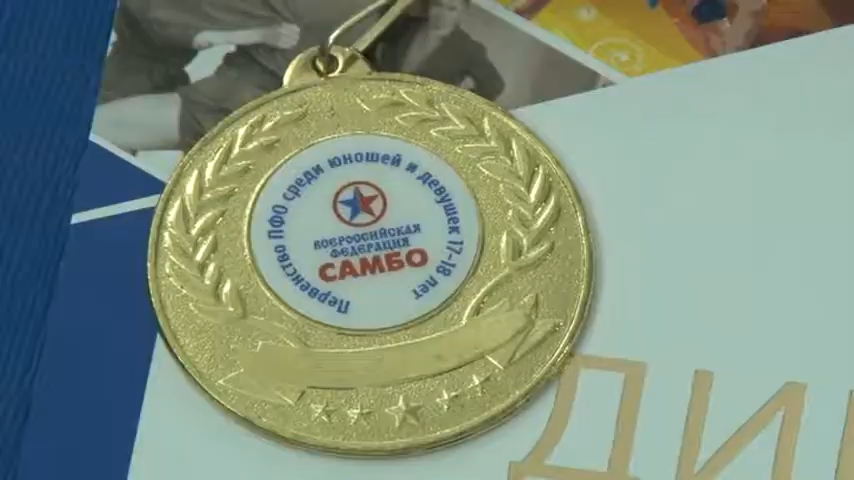 Первенство ПФО среди юношей и девушек 17-18 лет
ВСЕРОССИЙСКАЯ
ФЕДЕРАЦИЯ
САМБО
ДИ